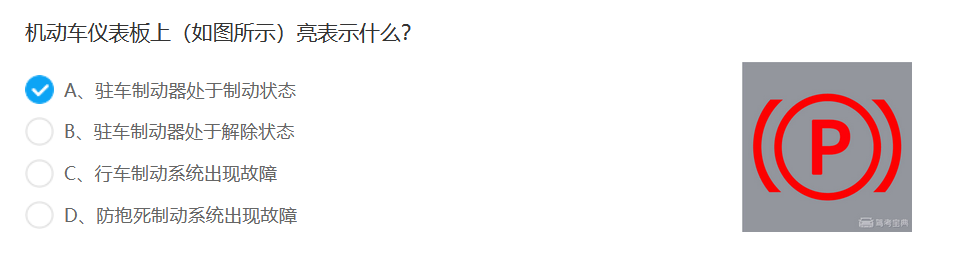 机动车仪表板上（如图所示）亮表示什么?
A、驻车制动器处于制动状态
B、驻车制动器处于解除状态
C、行车制动系统出现故障
D、防抱死制动系统出现故障
P
驾考宝典